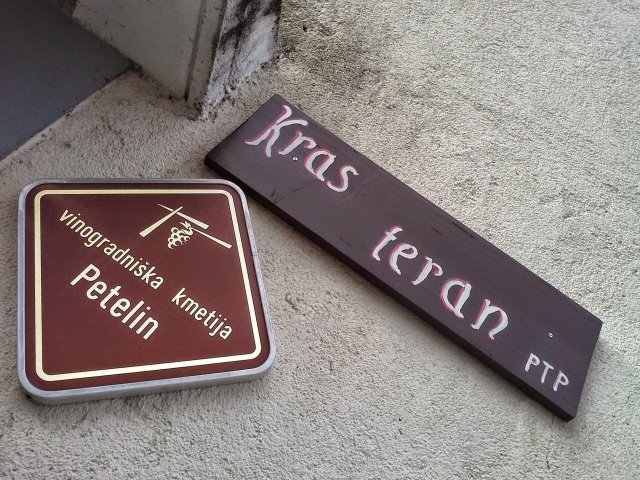 vinogradniška kmetija
Petelin
Kras teran
PTP